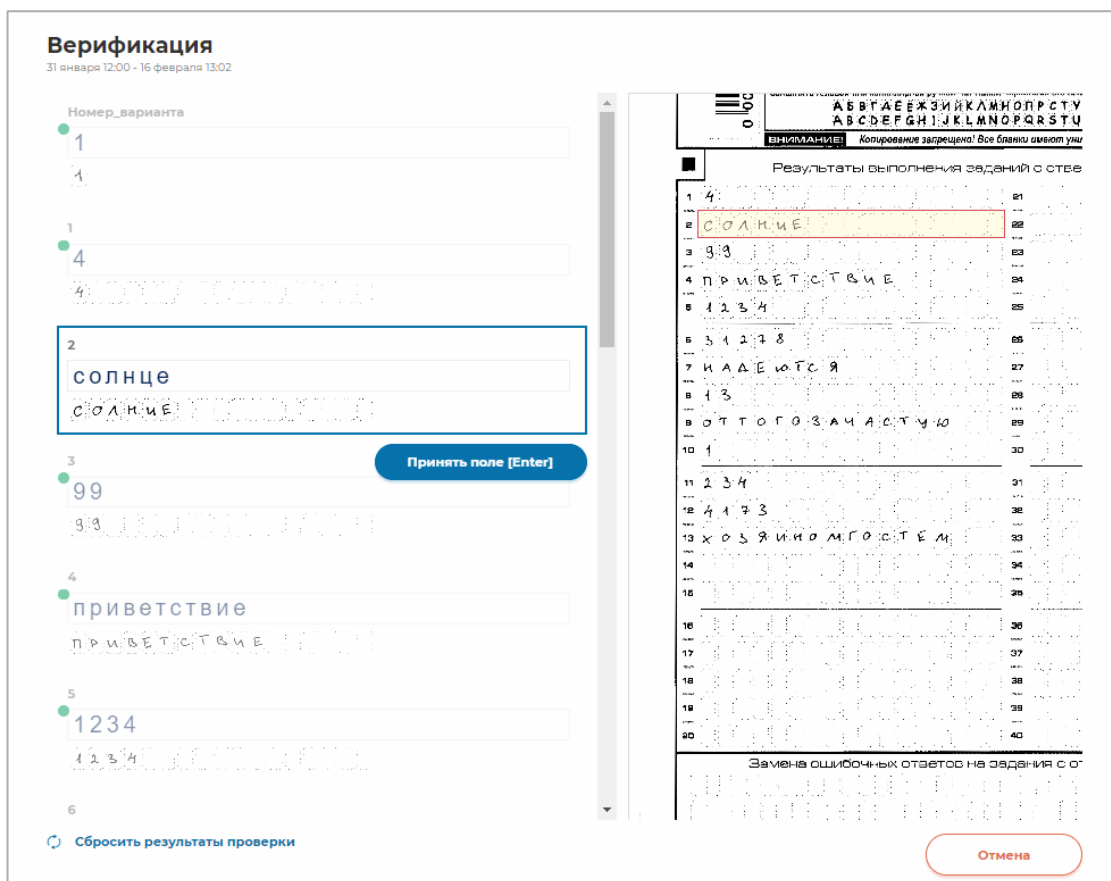 Верификация
31 января 12:00 - 16 февраля 13:02
Номер_варианта
1
1
1
4
4
2
солнце
СОЛНЦЕ
Принять поле [Enter]
3
99
99
4
приветствие
ПРИВЕТСТВИЕ
5
1234
1234
6
Сбросить результаты проверки
АБВГДЕЁЖЗИЙКЛМНОПРСТУ
ABCDEFGHIJKLMNOPQRSTU
ВНИМАНИЕ! Копирование запрещено! Все бланки имеют уни
Результаты выполнения заданий с отве
1 4 21
2 СОЛНЦЕ 22
3 99 23
4 ПРИВЕТСТВИЕ 24
5 1234 25
6 31278 26
7 НАДЕЮТСЯ 27
8 13 28
9 ОТТОГОЗАЧАСТУЮ 29
10 1 30
11 234 31
12 4173 32
13 ХОЗЯИНОМГОСТЕМ 33
14 34
15 35
16 36
17 37
18 38
19 39
20 40
Замена ошибочных ответов на задания с от
Отмена